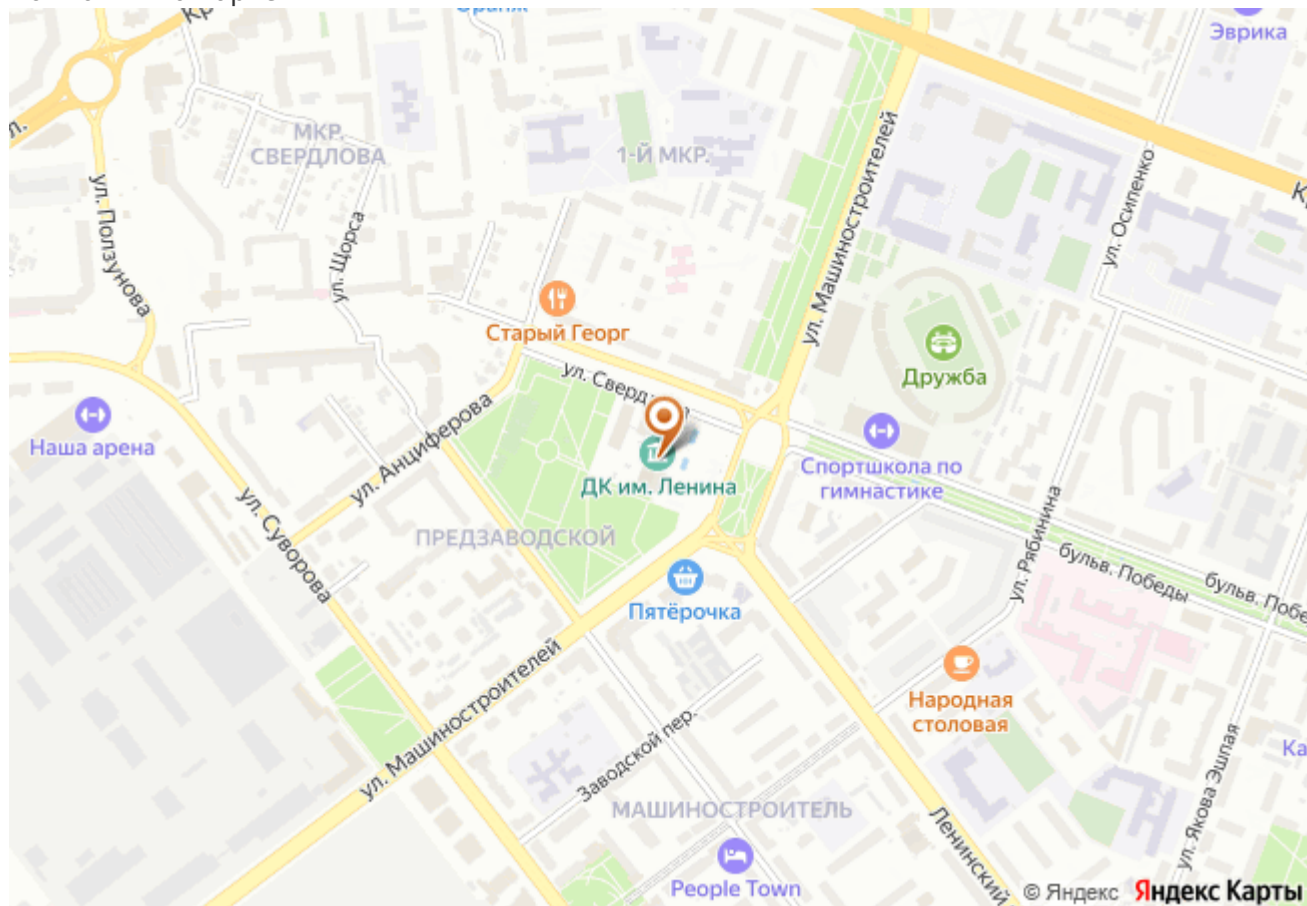 Эврика
МКР.
СВЕРДЛОВА
1-Й МКР.
ул. Ползунова
ул. Щорса
ул. Машиностроителей
ул. Осипенко
Старый Георг
Дружба
ул. Анциферова
Наша арена
ДК им. Ленина
Спортшкола по
гимнастике
ул. Суворова
ПРЕДЗАВОДСКОЙ
ул. Рябинина
бульв. Победы
Пятёрочка
ул. Машиностроителей
Народная
столовая
Заводской пер.
МАШИНОСТРОИТЕЛЬ
ул. Якова Эшпая
Ленинский
People Town
© Яндекс Яндекс Карты